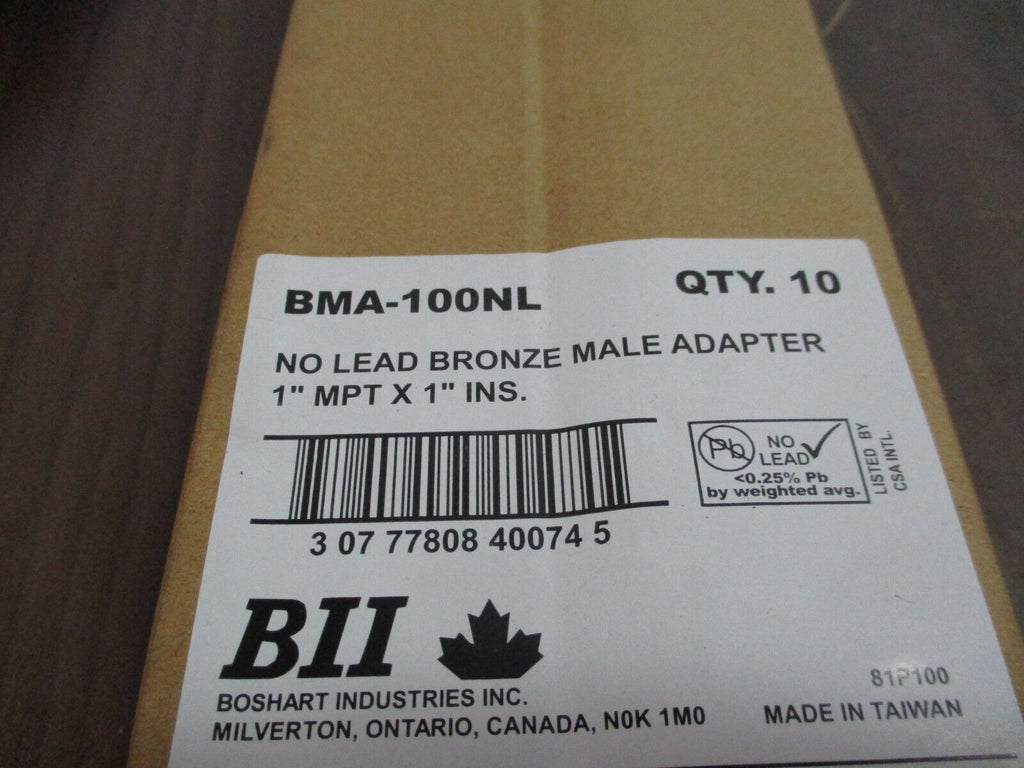 BMA-100NL QTY. 10
NO LEAD BRONZE MALE ADAPTER
1" MPT X 1" INS.
Pb NO LEAD
<0.25% Pb
by weighted avg.
LISTED BY
CSA INTL.
3 07 77808 40074 5
BII
BOSHART INDUSTRIES INC.
MILVERTON, ONTARIO, CANADA, N0K 1M0
81P100
MADE IN TAIWAN